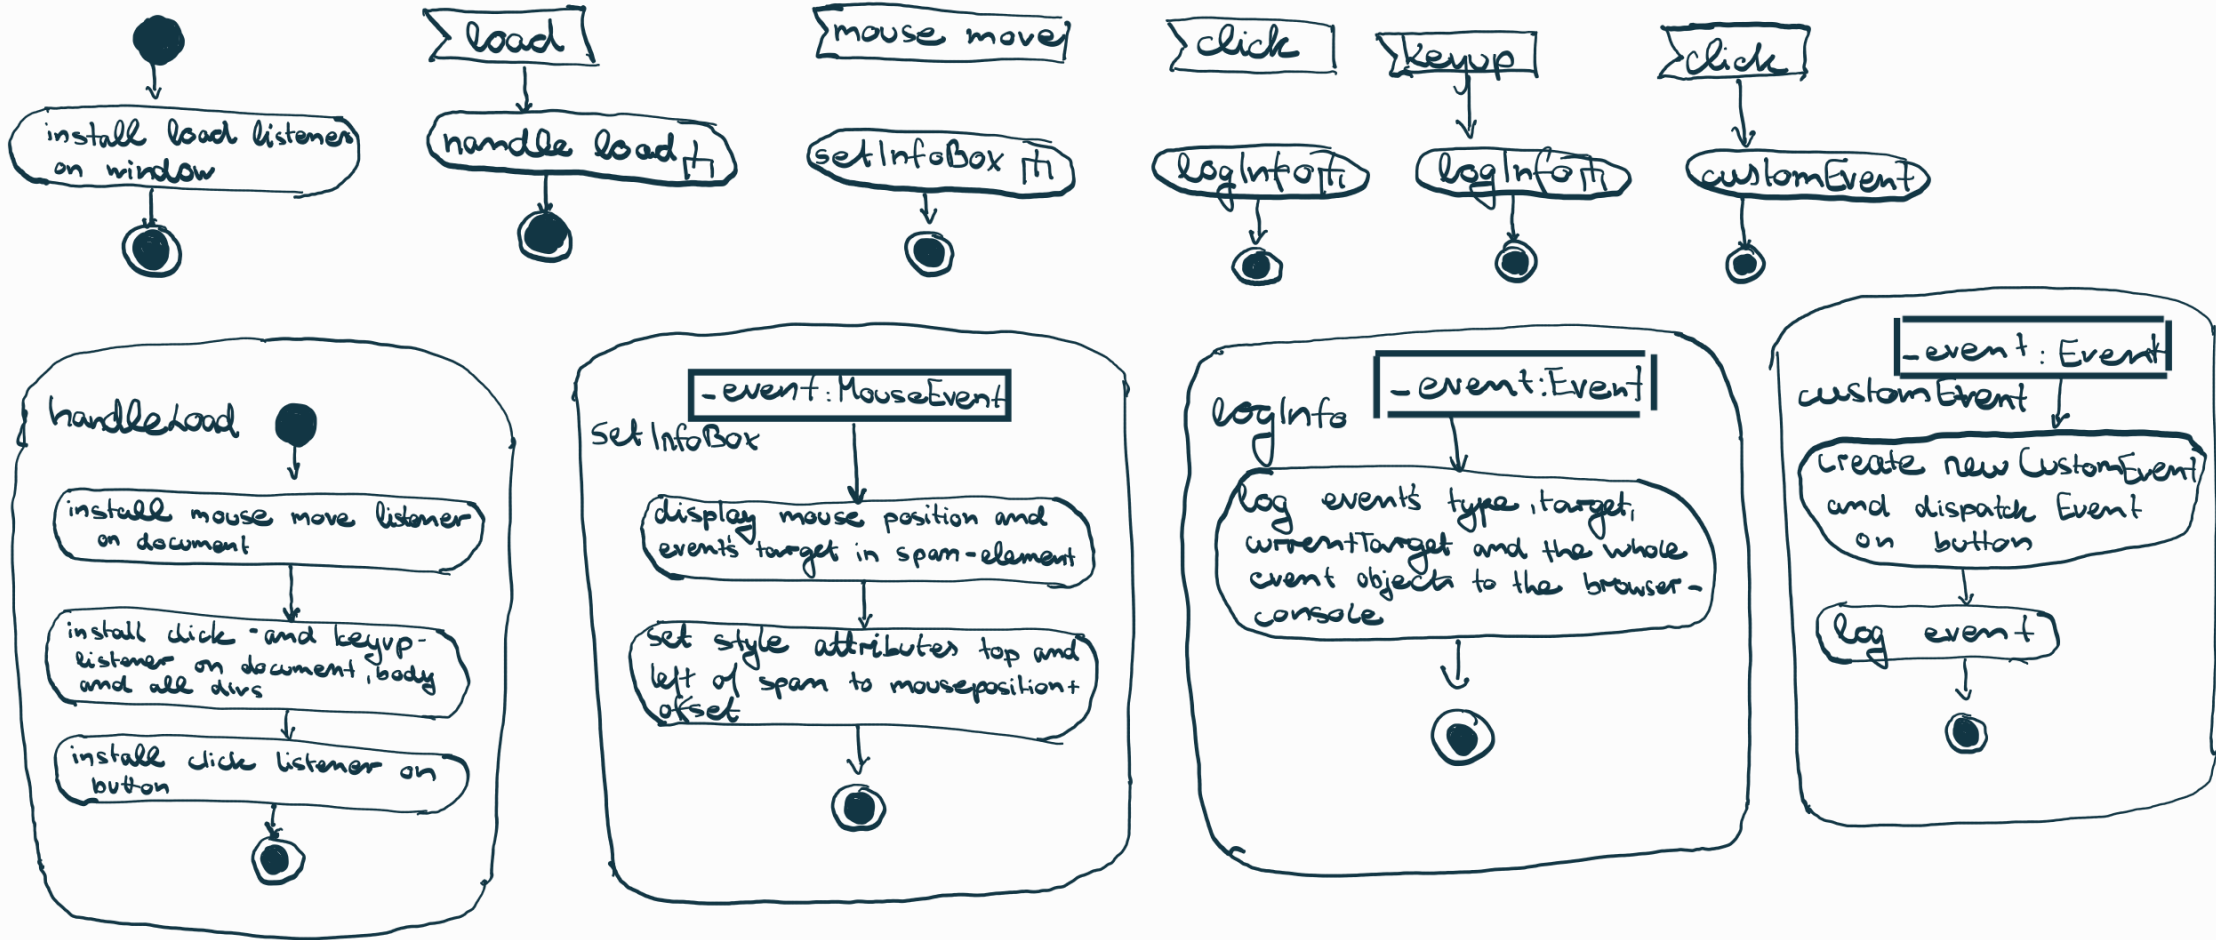 load
mouse move
click
keyup
click
install load listener
on window
handle load
setInfoBox
logInfo
logInfo
customEvent
handleLoad
install mouse move listener
on document
install click - and keyup-
listener on document, body
and all divs
install click listener on
button
_event: MouseEvent
setInfoBox
display mouse position and
event's target in spam-element
set style attributes top and
left of spam to mouseposition+
offset
_event: Event
logInfo
log event's type, target,
currentTarget and the whole
event objects to the browser-
console
_event: Event
customEvent
create new CustomEvent
and dispatch Event
on button
log event